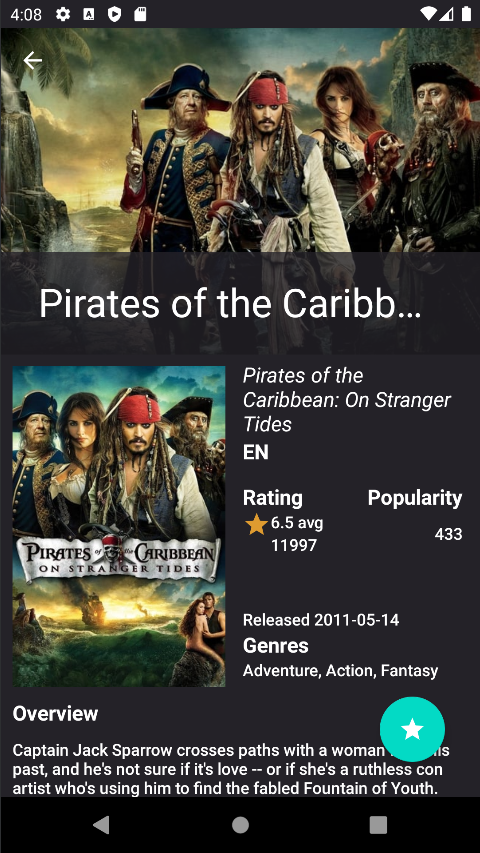 4:08
Pirates of the Caribb...
Pirates of the
Caribbean: On Stranger
Tides
EN
Rating
Popularity
6.5 avg
11997
433
PIRATES of the CARIBBEAN
ON STRANGER TIDES
Released 2011-05-14
Genres
Adventure, Action, Fantasy
Overview
Captain Jack Sparrow crosses paths with a woman
past, and he's not sure if it's love -- or if she's a ruthless con
artist who's using him to find the fabled Fountain of Youth.